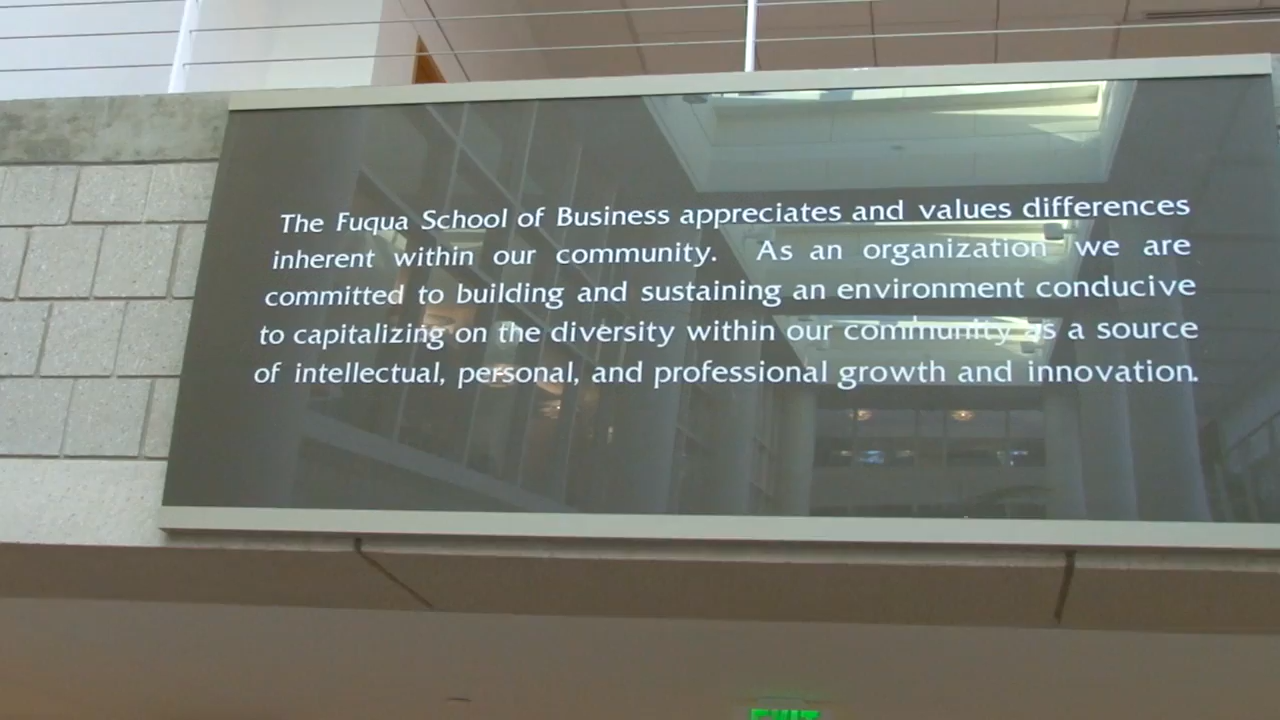 The Fuqua School of Business appreciates and values differences
inherent within our community. As an organization we are
committed to building and sustaining an environment conducive
to capitalizing on the diversity within our community as a source
of intellectual, personal, and professional growth and innovation.
EXIT